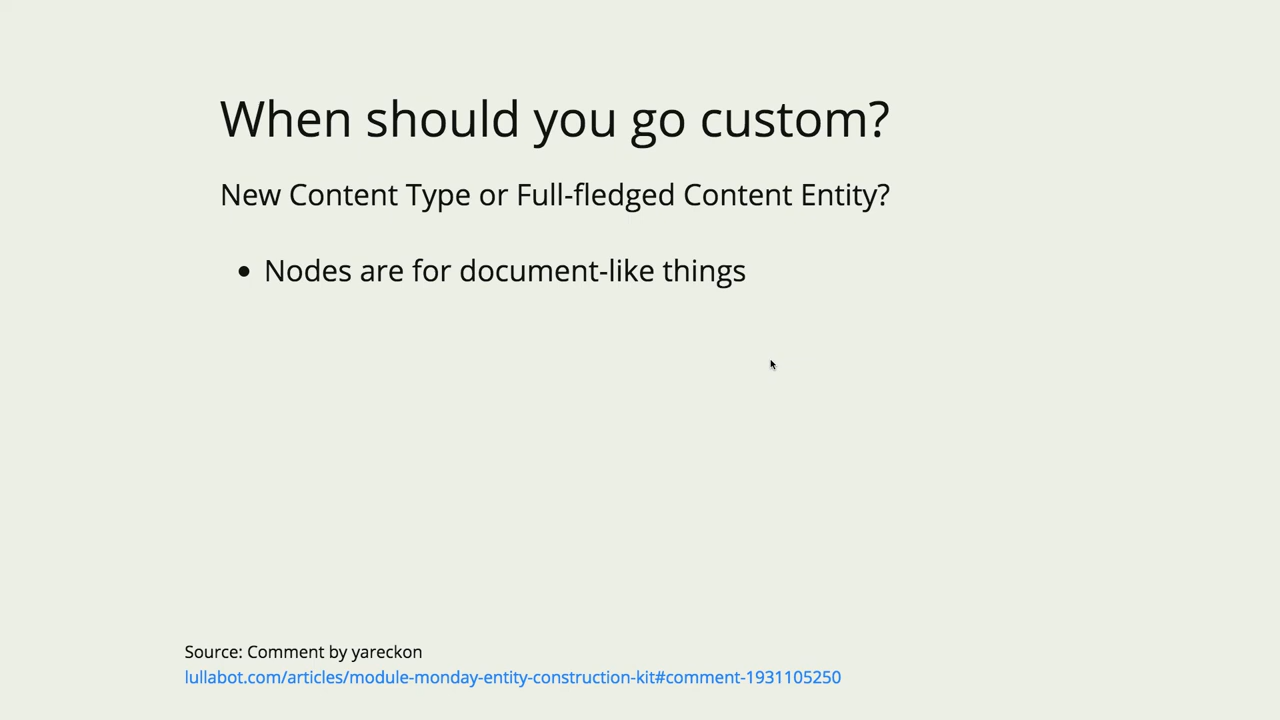 When should you go custom?
New Content Type or Full-fledged Content Entity?
• Nodes are for document-like things
Source: Comment by yareckon
lullabot.com/articles/module-monday-entity-construction-kit#comment-1931105250